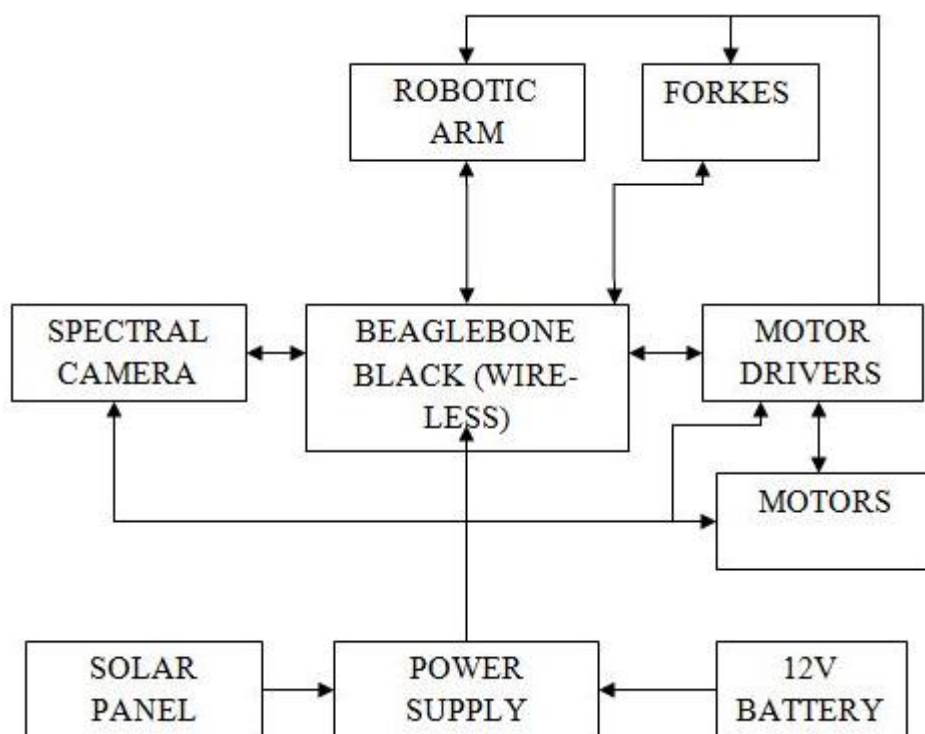 ROBOTIC
ARM
FORKES
SPECTRAL
CAMERA
BEAGLEBONE
BLACK (WIRE-
LESS)
MOTOR
DRIVERS
MOTORS
SOLAR
PANEL
POWER
SUPPLY
12V
BATTERY